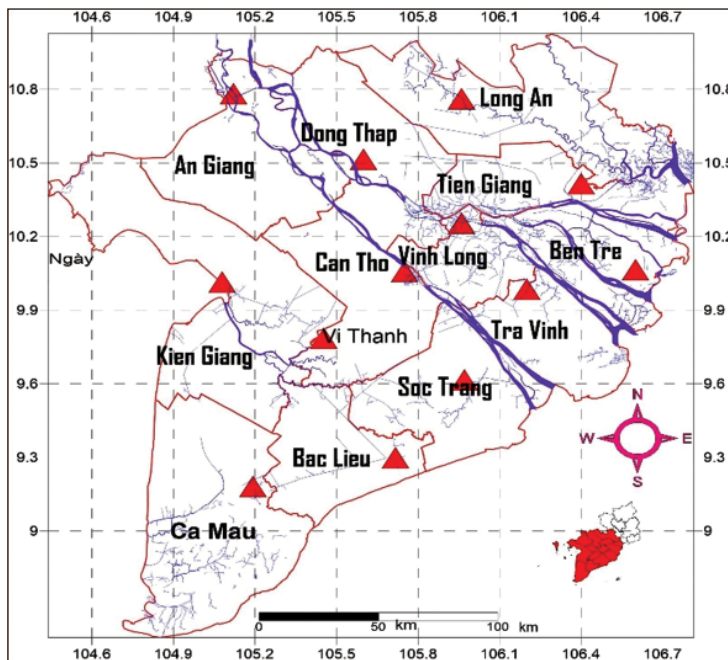 104.6 104.9 105.2 105.5 105.8 106.1 106.4 106.7
10.8 10.8
Long An
Dong Thap
10.5 10.5
An Giang
Tien Giang
10.2 10.2
Ngày
Can Tho Vinh Long Ben Tre
9.9 9.9
Tra Vinh
Vi Thanh
Kien Giang
9.6 Soc Trang 9.6
N
W E
S
9.3 Bac Lieu 9.3
9 Ca Mau 9
0 50 km 100 km
104.6 104.9 105.2 105.5 105.8 106.1 106.4 106.7